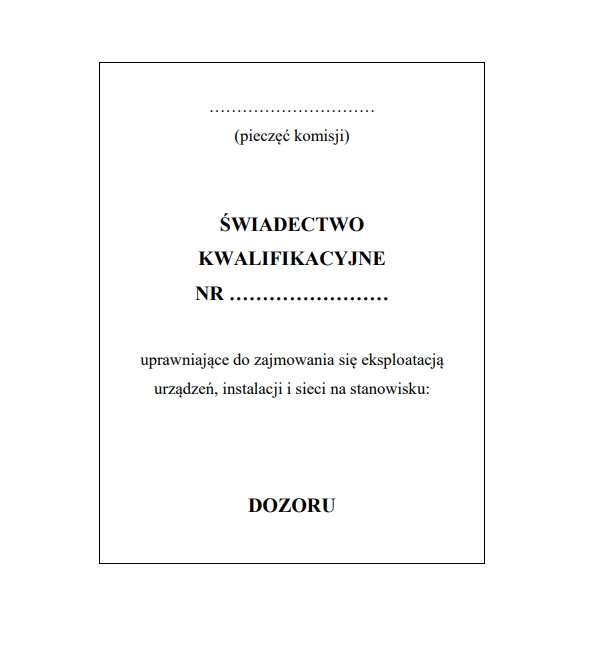 …………………………
(pieczęć komisji)
ŚWIADECTWO
KWALIFIKACYJNE
NR ……………………
uprawniające do zajmowania się eksploatacją
urządzeń, instalacji i sieci na stanowisku:
DOZORU